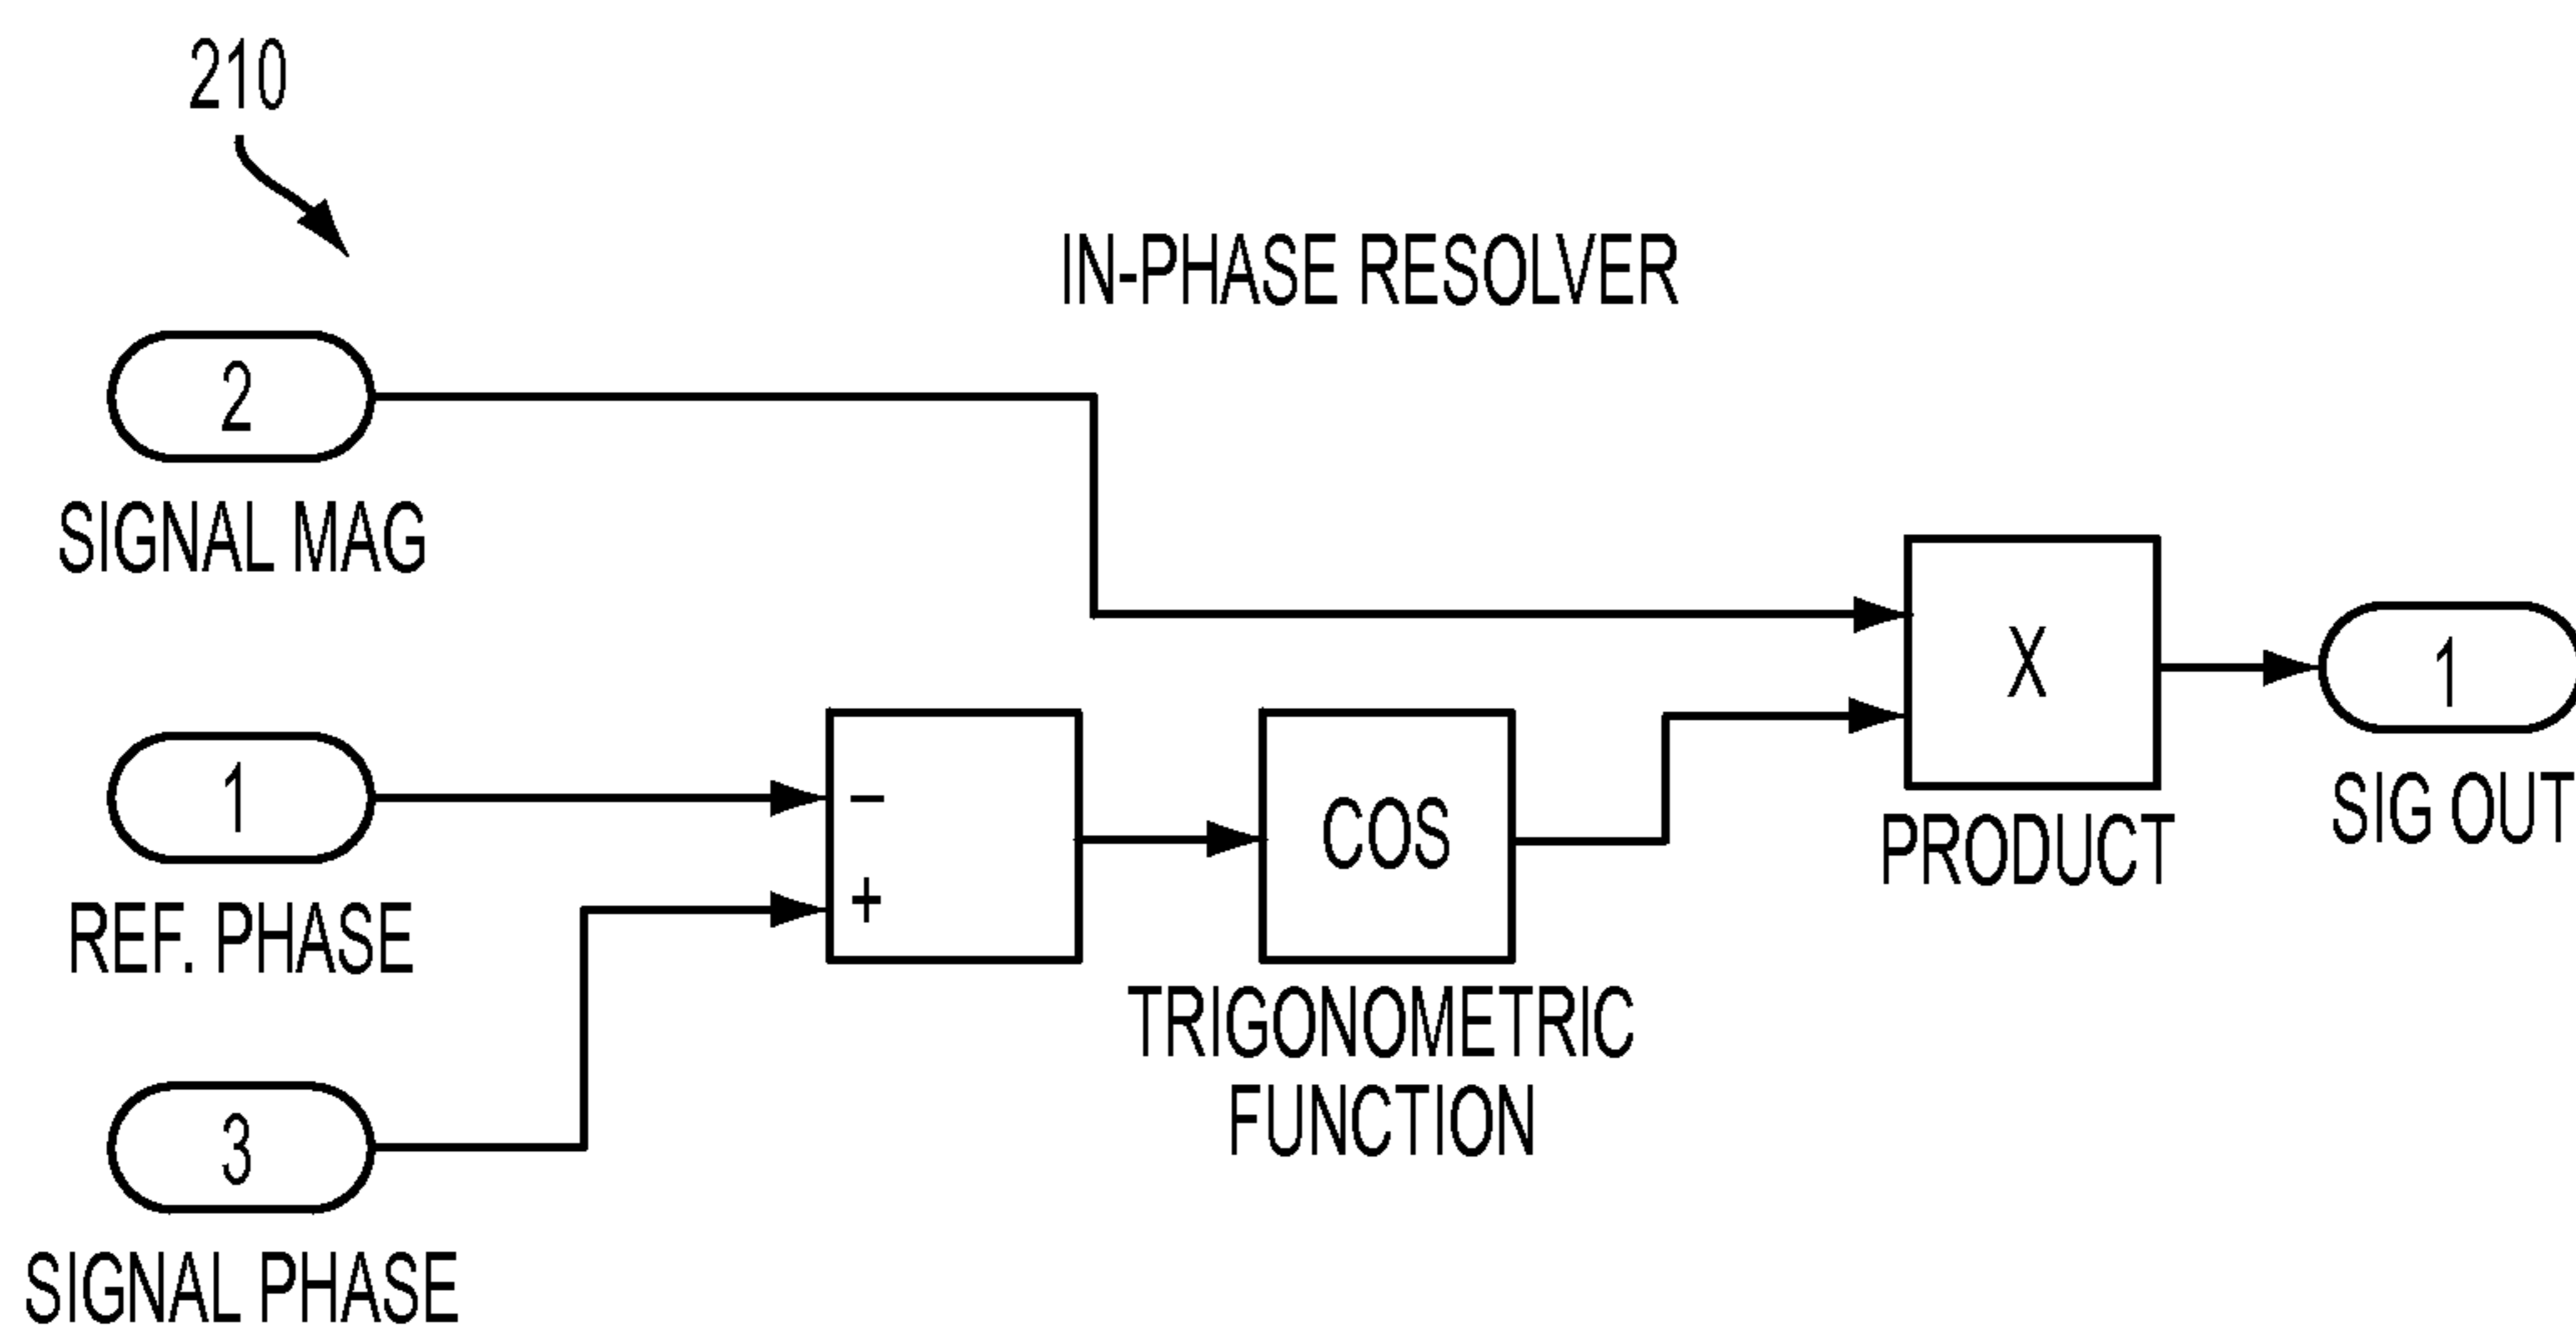 210
IN-PHASE RESOLVER
2
SIGNAL MAG
1
REF. PHASE
3
SIGNAL PHASE
−
+
COS
TRIGONOMETRIC
FUNCTION
X
PRODUCT
1
SIG OUT